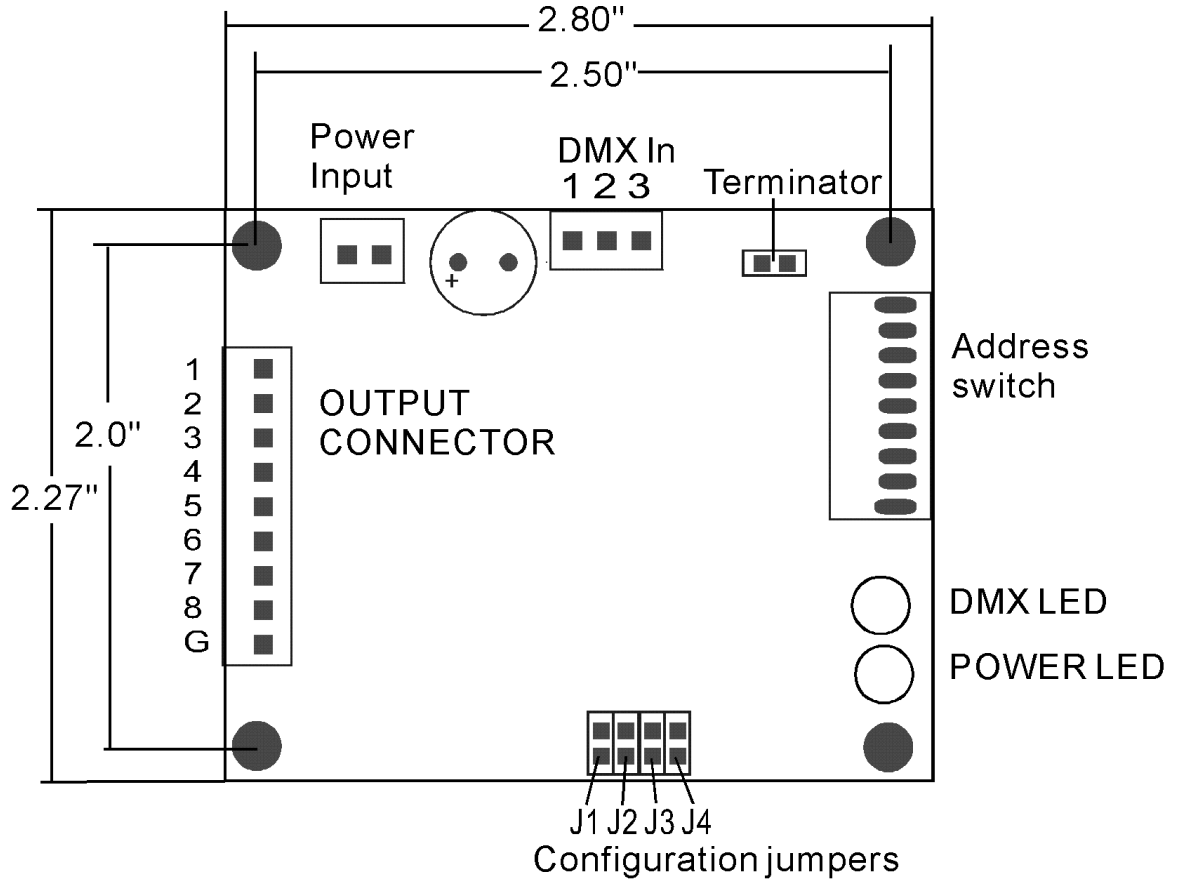 2.80"
2.50"
Power
Input
DMX In
1 2 3
Terminator
+
Address
switch
1
2
3
4
5
6
7
8
G
OUTPUT
CONNECTOR
2.0"
2.27"
DMX LED
POWER LED
J1 J2 J3 J4
Configuration jumpers